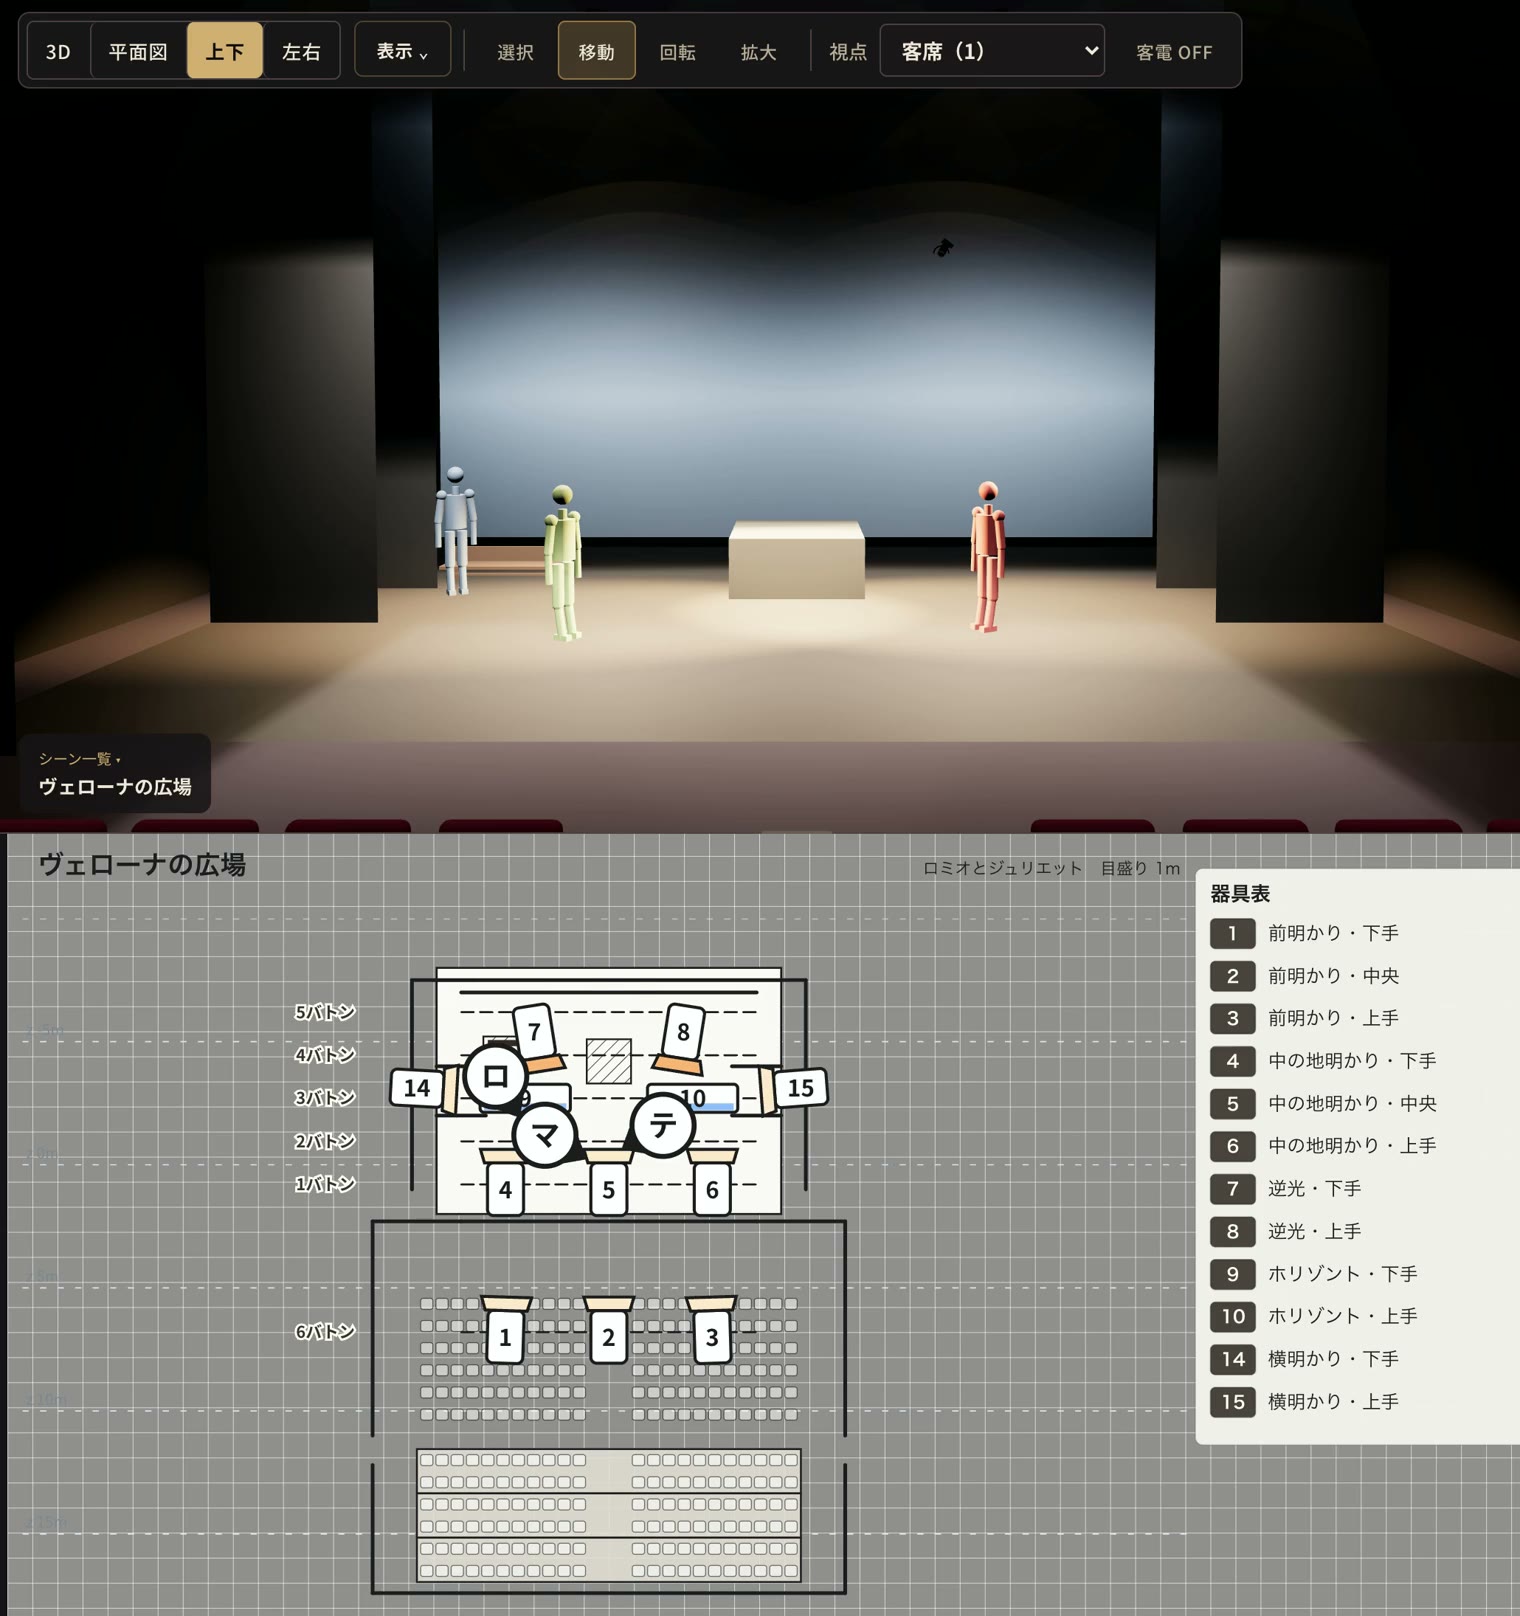 3D 平面図 上下 左右 表示 選択 移動 回転 拡大 視点 客席（1） 客電 OFF
シーン一覧
ヴェローナの広場
ヴェローナの広場
ロミオとジュリエット 目盛り 1m
器具表
1 前明かり・下手
2 前明かり・中央
3 前明かり・上手
4 中の地明かり・下手
5 中の地明かり・中央
6 中の地明かり・上手
7 逆光・下手
8 逆光・上手
9 ホリゾント・下手
10 ホリゾント・上手
14 横明かり・下手
15 横明かり・上手
5バトン
4バトン
3バトン
2バトン
1バトン
6バトン
7 8
14 ロ 15
9 10
マ テ
4 5 6
1 2 3